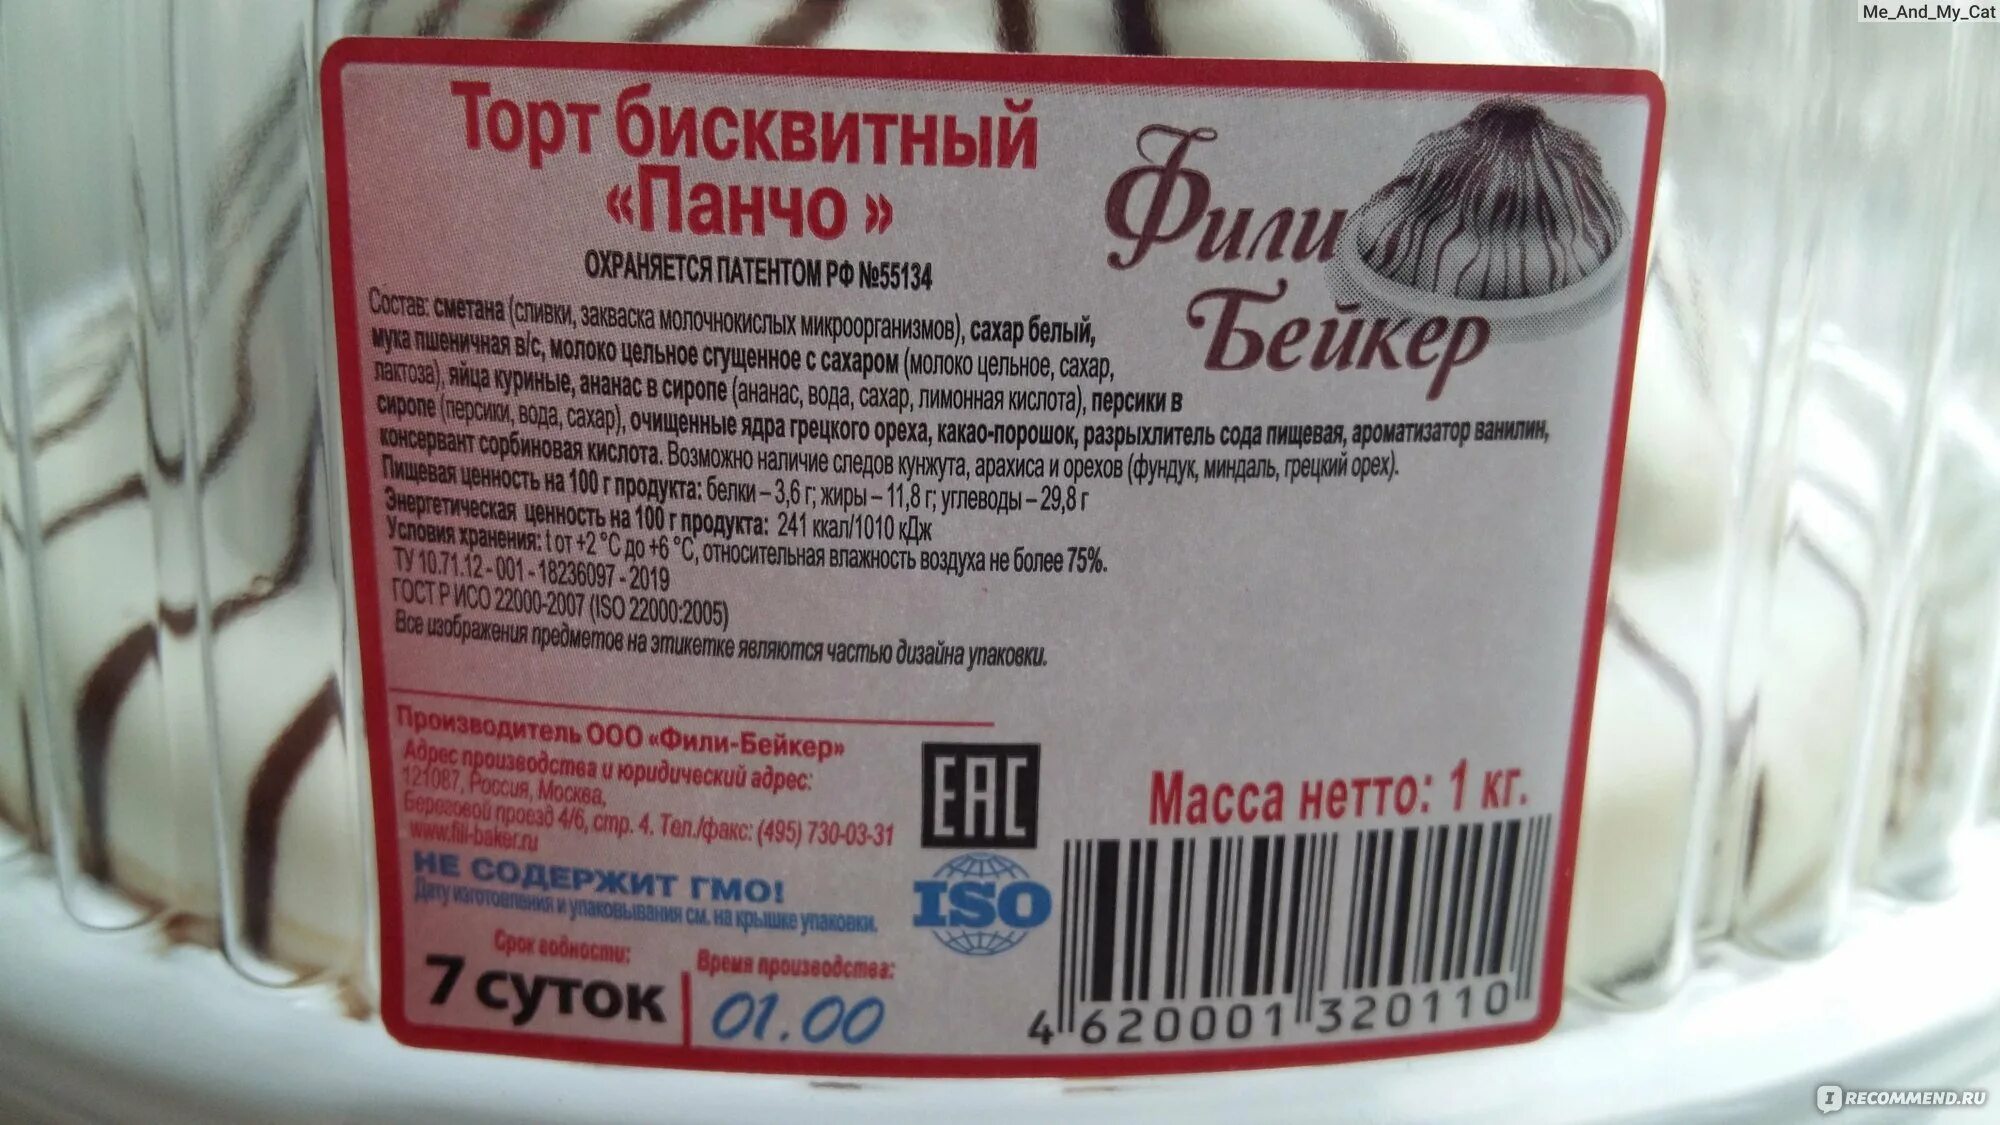 Me_And_My_Cat
Торт бисквитный
«Панчо »
ОХРАНЯЕТСЯ ПАТЕНТОМ РФ №55134
Фили
Бейкер
Состав: сметана (сливки, закваска молочнокислых микроорганизмов), сахар белый,
мука пшеничная в/с, молоко цельное сгущенное с сахаром (молоко цельное, сахар,
лактоза), яйца куриные, ананас в сиропе (ананас, вода, сахар, лимонная кислота), персики в
сиропе (персики, вода, сахар), очищенные ядра грецкого ореха, какао-порошок, разрыхлитель сода пищевая, ароматизатор ванилин,
консервант сорбиновая кислота. Возможно наличие следов кунжута, арахиса и орехов (фундук, миндаль, грецкий орех).
Пищевая ценность на 100 г продукта: белки – 3,6 г; жиры – 11,8 г; углеводы – 29,8 г
Энергетическая ценность на 100 г продукта: 241 ккал/1010 кДж
Условия хранения: t от +2 °С до +6 °С, относительная влажность воздуха не более 75%.
ТУ 10.71.12 - 001 - 18236097 - 2019
ГОСТ Р ИСО 22000-2007 (ISO 22000:2005)
Все изображения предметов на этикетке являются частью дизайна упаковки.
Производитель ООО «Фили-Бейкер»
Адрес производства и юридический адрес:
121087, Россия, Москва,
Береговой проезд 4/6, стр. 4. Тел./факс: (495) 730-03-31
www.fili-baker.ru
НЕ СОДЕРЖИТ ГМО!
Дату изготовления и упаковывания см. на крышке упаковки.
Срок годности:
7 суток
Время производства:
01.00
EAC
ISO
Масса нетто: 1 кг.
4 620001 320110
I RECOMMEND.RU